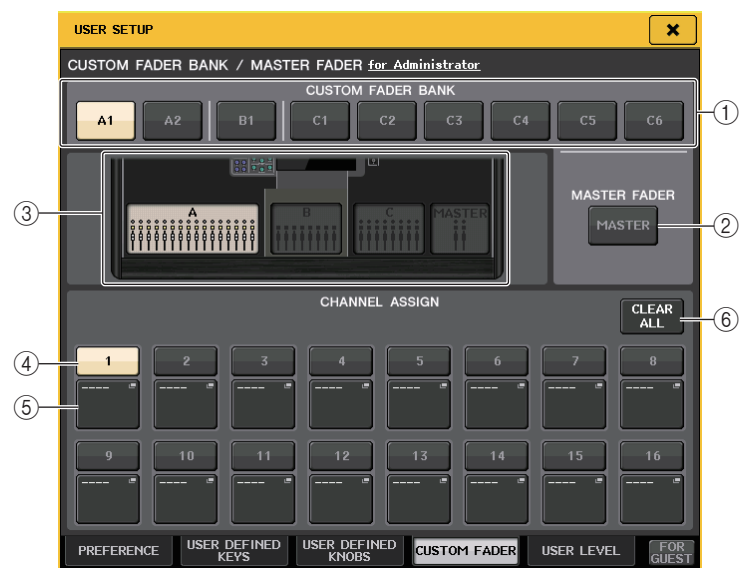 USER SETUP
CUSTOM FADER BANK / MASTER FADER for Administrator
CUSTOM FADER BANK
A1 A2 B1 C1 C2 C3 C4 C5 C6
①
A B C MASTER
③
MASTER FADER
MASTER
②
CHANNEL ASSIGN
CLEAR ALL
⑥
④
1 2 3 4 5 6 7 8
⑤
---- ---- ---- ---- ---- ---- ---- ----
9 10 11 12 13 14 15 16
---- ---- ---- ---- ---- ---- ---- ----
PREFERENCE USER DEFINED KEYS USER DEFINED KNOBS CUSTOM FADER USER LEVEL FOR GUEST